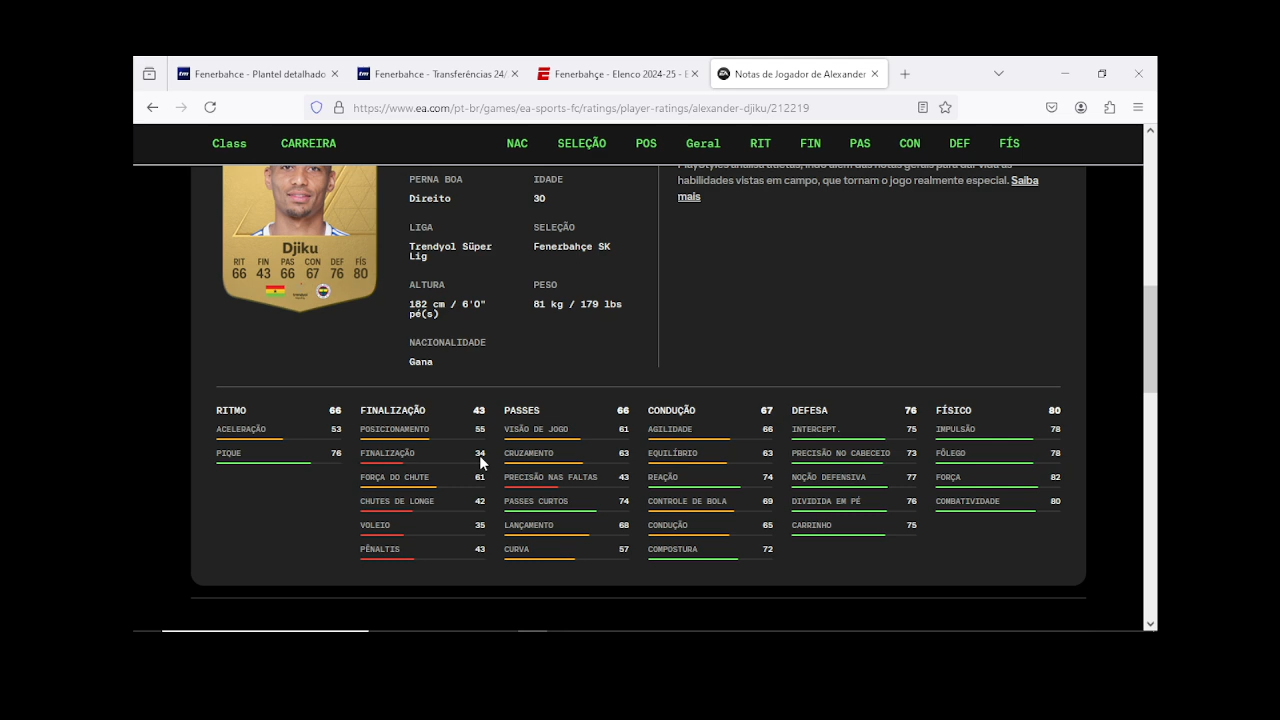 Fenerbahce - Plantel detalhado
Fenerbahce - Transferências 24/
Fenerbahçe - Elenco 2024-25 - E
Notas de Jogador de Alexander
https://www.ea.com/pt-br/games/ea-sports-fc/ratings/player-ratings/alexander-djiku/212219
Class CARREIRA NAC SELEÇÃO POS Geral RIT FIN PAS CON DEF FÍS
habilidades vistas em campo, que tornam o jogo realmente especial. Saiba
mais
PERNA BOA IDADE
Direito 30
LIGA SELEÇÃO
Trendyol Süper Fenerbahçe SK
Lig
ALTURA PESO
182 cm / 6'0" 81 kg / 179 lbs
pé(s)
NACIONALIDADE
Gana
Djiku
RIT FIN PAS CON DEF FÍS
66 43 66 67 76 80
RITMO 66 FINALIZAÇÃO 43 PASSES 66 CONDUÇÃO 67 DEFESA 76 FÍSICO 80
ACELERAÇÃO 53 POSICIONAMENTO 55 VISÃO DE JOGO 61 AGILIDADE 66 INTERCEPT. 75 IMPULSÃO 78
PIQUE 76 FINALIZAÇÃO 34 CRUZAMENTO 63 EQUILÍBRIO 63 PRECISÃO NO CABECEIO 73 FÔLEGO 78
FORÇA DO CHUTE 61 PRECISÃO NAS FALTAS 43 REAÇÃO 74 NOÇÃO DEFENSIVA 77 FORÇA 82
CHUTES DE LONGE 42 PASSES CURTOS 74 CONTROLE DE BOLA 69 DIVIDIDA EM PÉ 76 COMBATIVIDADE 80
VOLEIO 35 LANÇAMENTO 68 CONDUÇÃO 65 CARRINHO 75
PÊNALTIS 43 CURVA 57 COMPOSTURA 72